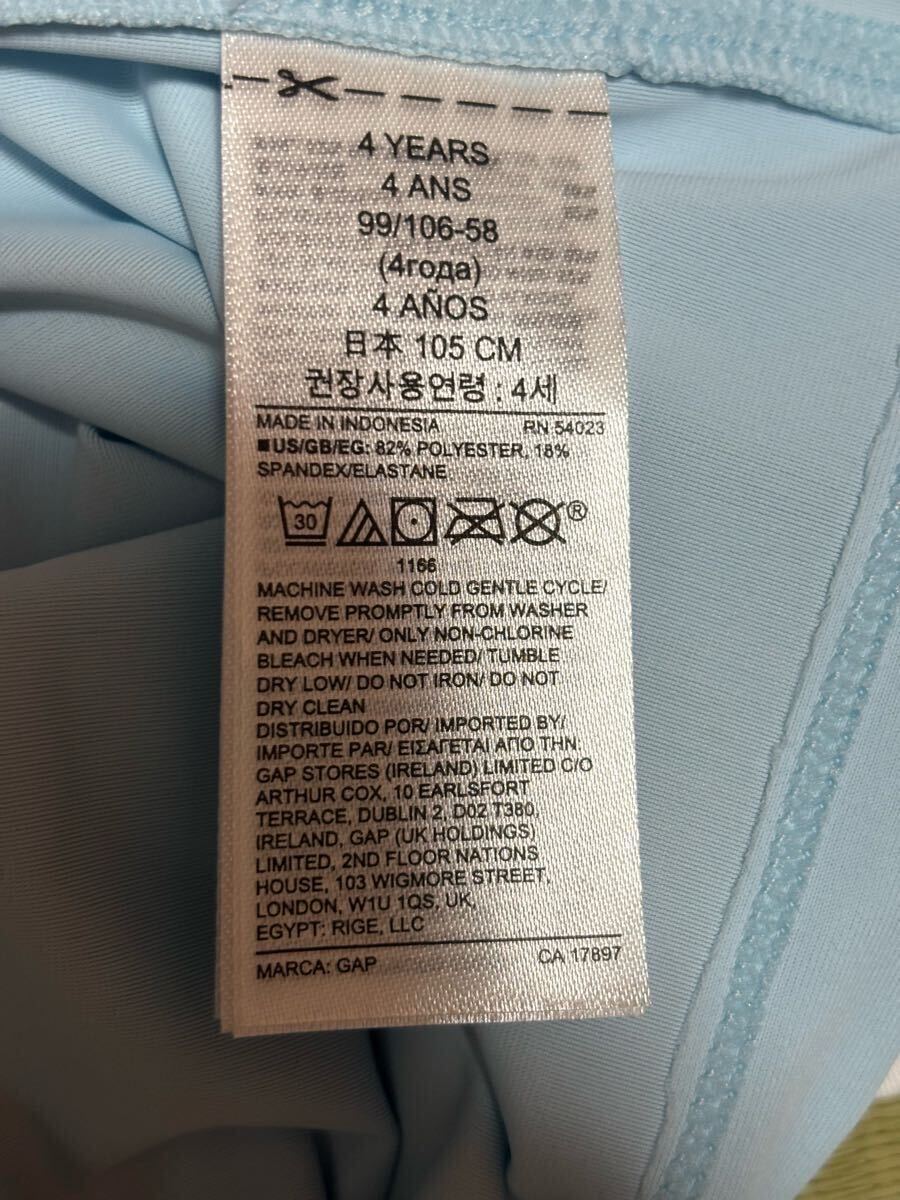 4 YEARS
4 ANS
99/106-58
(4года)
4 AÑOS
日本 105 CM
권장사용연령 : 4세
MADE IN INDONESIA RN 54023
■US/GB/EG: 82% POLYESTER, 18%
SPANDEX/ELASTANE
30 ®
1166
MACHINE WASH COLD GENTLE CYCLE/
REMOVE PROMPTLY FROM WASHER
AND DRYER/ ONLY NON-CHLORINE
BLEACH WHEN NEEDED/ TUMBLE
DRY LOW/ DO NOT IRON/ DO NOT
DRY CLEAN
DISTRIBUIDO POR/ IMPORTED BY/
IMPORTE PAR/ ΕΙΣΑΓΕΤΑΙ ΑΠΟ ΤΗΝ:
GAP STORES (IRELAND) LIMITED C/O
ARTHUR COX, 10 EARLSFORT
TERRACE, DUBLIN 2, D02 T380,
IRELAND, GAP (UK HOLDINGS)
LIMITED, 2ND FLOOR NATIONS
HOUSE, 103 WIGMORE STREET,
LONDON, W1U 1QS, UK,
EGYPT: RIGE, LLC
MARCA: GAP CA 17897